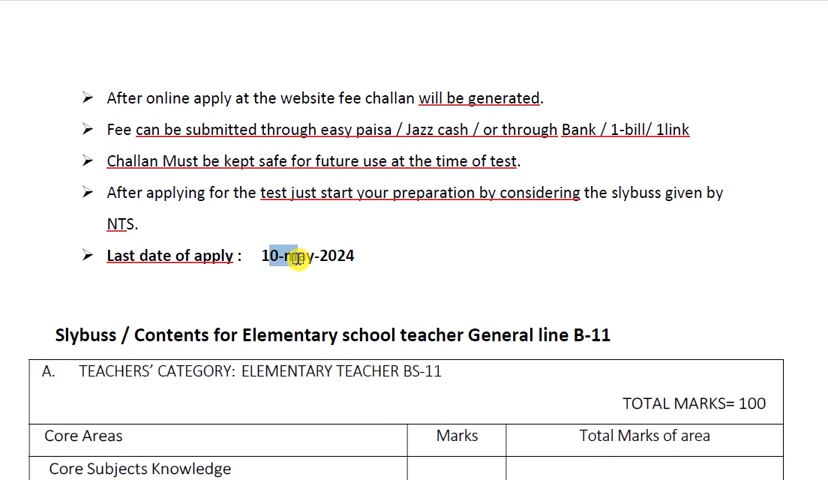 ➢ After online apply at the website fee challan will be generated.
➢ Fee can be submitted through easy paisa / Jazz cash / or through Bank / 1-bill/ 1link
➢ Challan Must be kept safe for future use at the time of test.
➢ After applying for the test just start your preparation by considering the slybuss given by
NTS.
➢ Last date of apply : 10-may-2024
Slybuss / Contents for Elementary school teacher General line B-11
A. TEACHERS' CATEGORY: ELEMENTARY TEACHER BS-11
TOTAL MARKS= 100
Core Areas Marks Total Marks of area
Core Subjects Knowledge